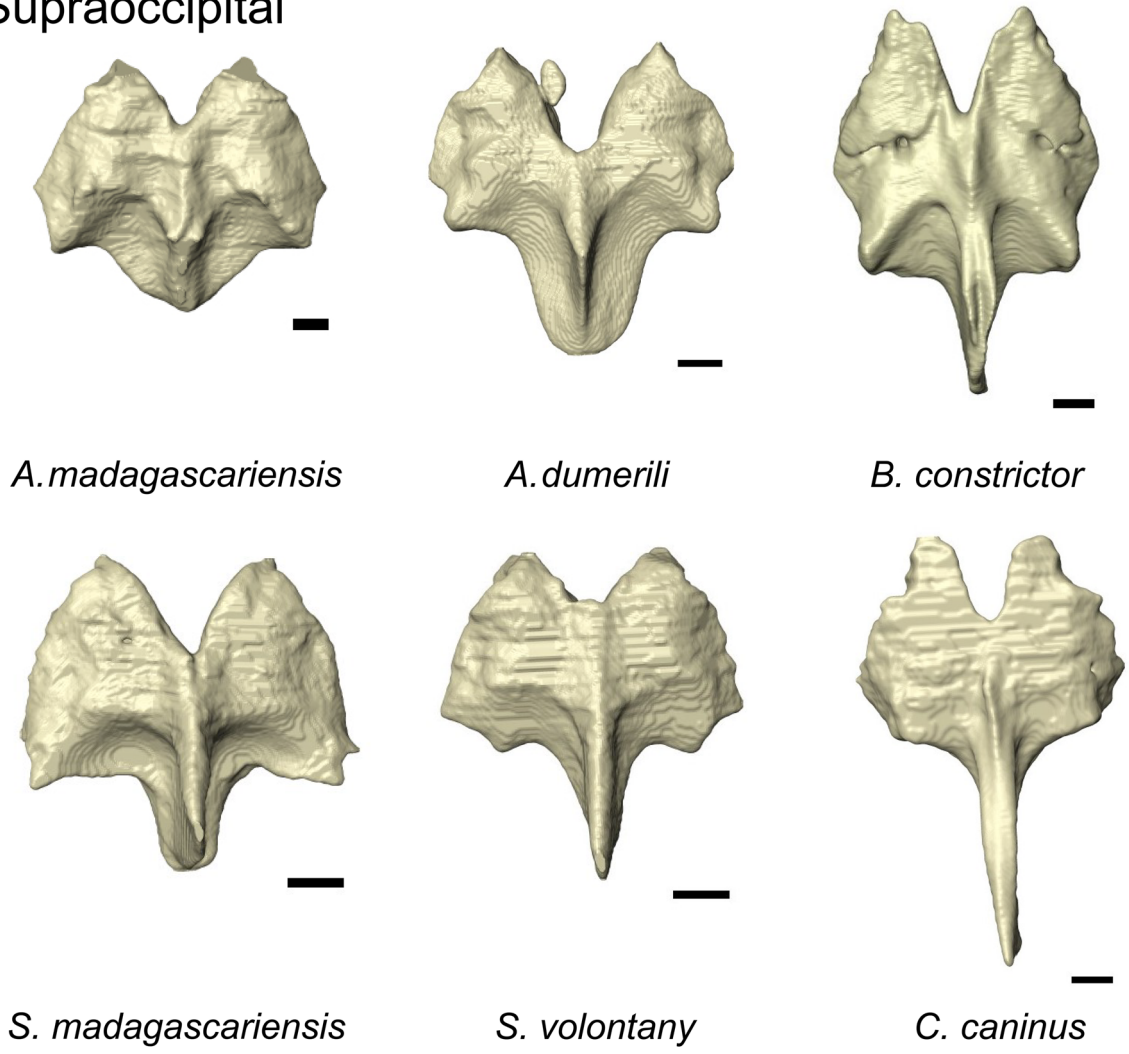 Supraoccipital
A.madagascariensis
A.dumerili
B. constrictor
S. madagascariensis
S. volontany
C. caninus